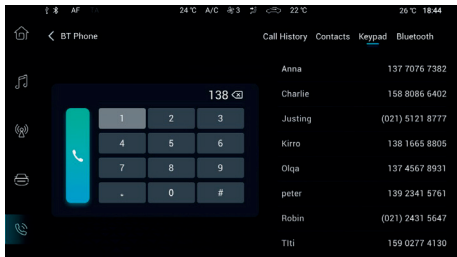 AF 24 ℃ A/C 3 22 ℃ 26 ℃ 18:44
BT Phone
Call History Contacts Keypad Bluetooth
138
1 2 3
4 5 6
7 8 9
0 #
Anna 137 7076 7382
Charlie 158 8086 6402
Justing (021) 5121 8777
Kirro 138 1665 8805
Olqa 137 4567 8931
peter 139 2341 5761
Robin (021) 2431 5647
TIti 159 0277 4130